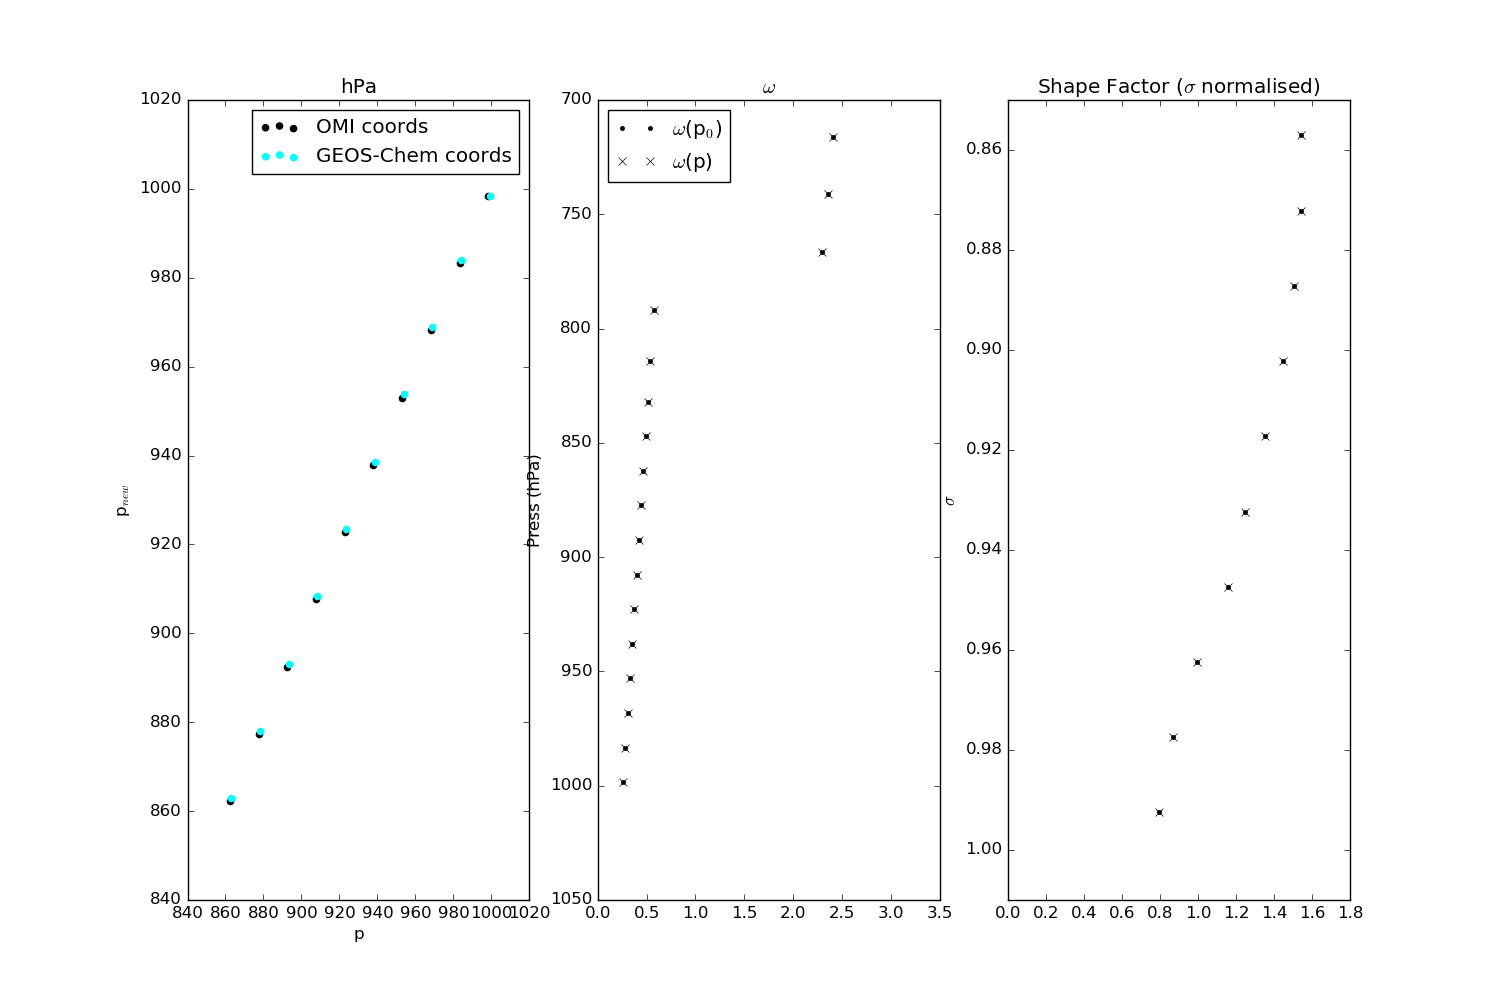 hPa
1020
1000
980
960
940
920
900
880
860
840
p_new
840 860 880 900 920 940 960 980 1000 1020
p
OMI coords
GEOS-Chem coords
ω
700
750
800
850
900
950
1000
1050
Press (hPa)
0.0 0.5 1.0 1.5 2.0 2.5 3.0 3.5
ω(p₀)
ω(p)
Shape Factor (σ normalised)
0.86
0.88
0.90
0.92
0.94
0.96
0.98
1.00
σ
0.0 0.2 0.4 0.6 0.8 1.0 1.2 1.4 1.6 1.8